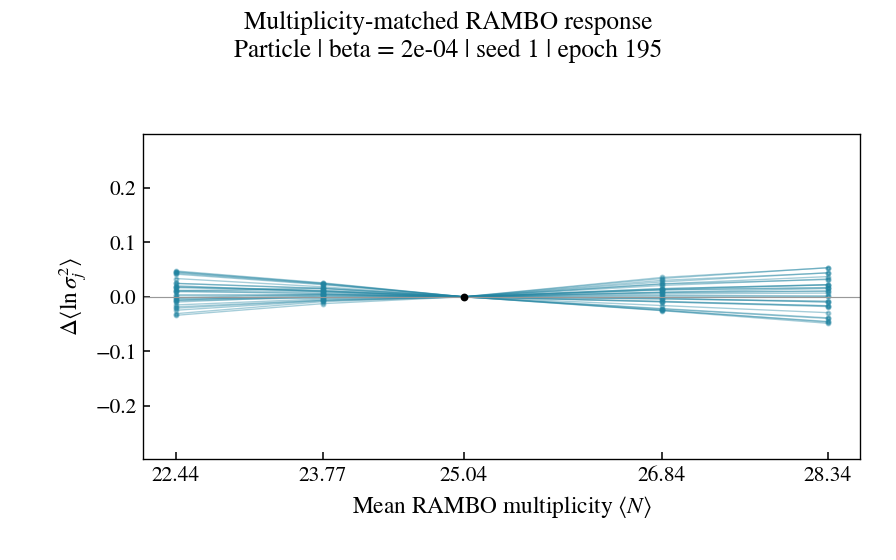 Multiplicity-matched RAMBO response
Particle | beta = 2e-04 | seed 1 | epoch 195
Δ⟨ln σ_j^2⟩
0.2
0.1
0.0
−0.1
−0.2
22.44 23.77 25.04 26.84 28.34
Mean RAMBO multiplicity ⟨N⟩